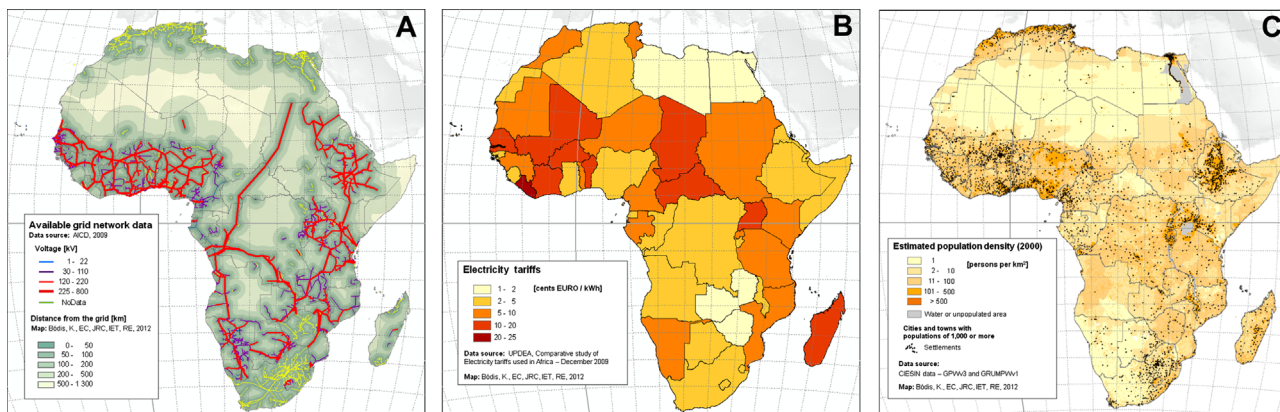 A
Available grid network data
Data source: AICD, 2009
Voltage [kV]
1 - 22
30 - 110
120 - 220
225 - 800
NoData
Distance from the grid [km]
Map: Bódis, K., EC, JRC, IET, RE, 2012
0 - 50
50 - 100
100 - 200
200 - 500
500 - 1 300
B
Electricity tariffs
[cents EURO / kWh]
1 - 2
2 - 5
5 - 10
10 - 20
20 - 25
Data source: UPDEA, Comparative study of
Electricity tariffs used in Africa – December 2009
Map: Bódis, K., EC, JRC, IET, RE, 2012
C
Estimated population density (2000)
[persons per km²]
1
2 - 10
11 - 100
101 - 500
> 500
Water or unpopulated area
Cities and towns with
populations of 1,000 or more
Settlements
Data source:
CIESIN data – GPWv3 and GRUMPWv1
Map: Bódis, K., EC, JRC, IET, RE, 2012